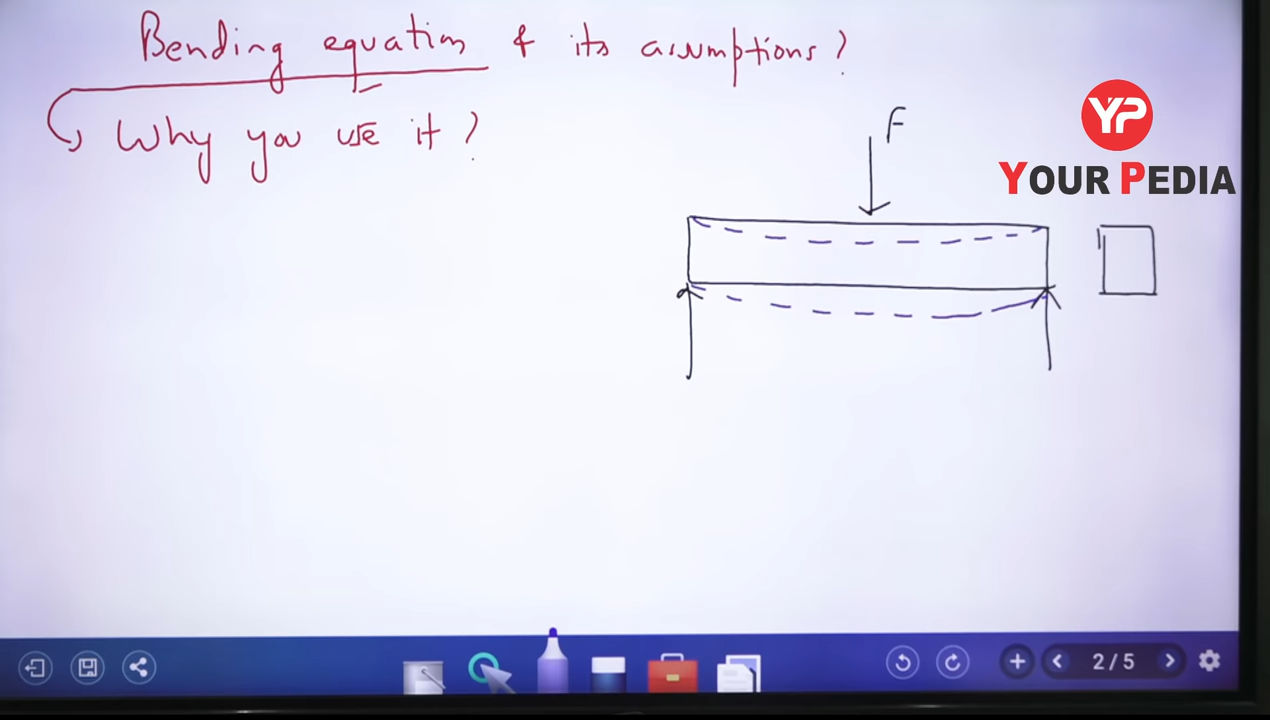 Bending equation & its assumptions?
Why you use it?
F
YP
YOUR PEDIA
2/5